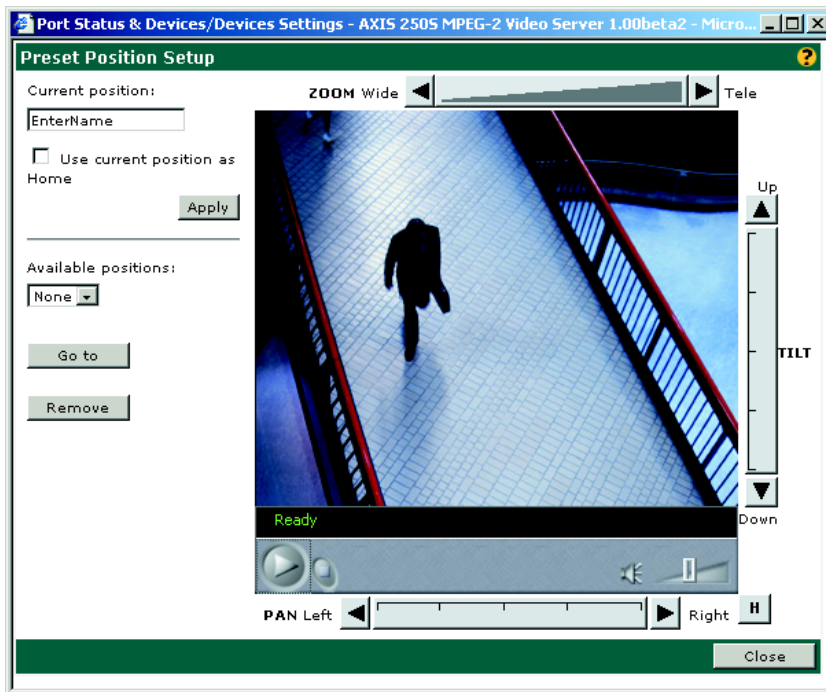 Port Status & Devices/Devices Settings - AXIS 250S MPEG-2 Video Server 1.00beta2 - Micro...
Preset Position Setup
?
Current position:
EnterName
Use current position as
Home
Apply
Available positions:
None
Go to
Remove
ZOOM Wide
Tele
Up
TILT
Down
Ready
PAN Left
Right
H
Close